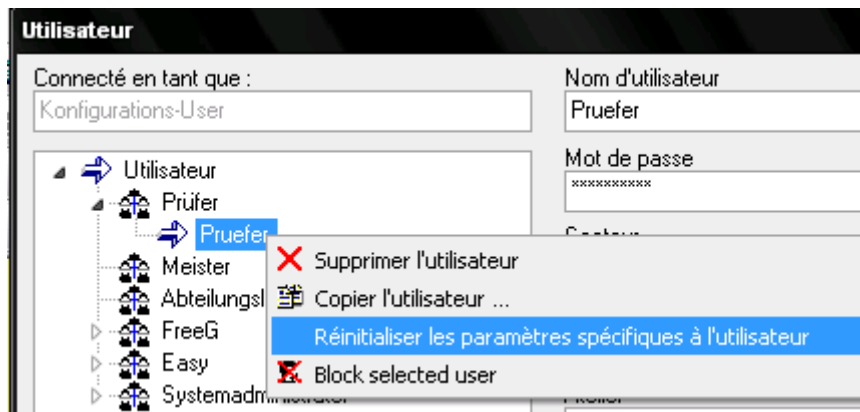 Utilisateur
Connecté en tant que :
Nom d'utilisateur
Konfigurations-User
Pruefer
Mot de passe
Utilisateur
**********
Prüfer
Pruefer
Supprimer l'utilisateur
Meister
Copier l'utilisateur ...
FreeG
Réinitialiser les paramètres spécifiques à l'utilisateur
Easy
Block selected user